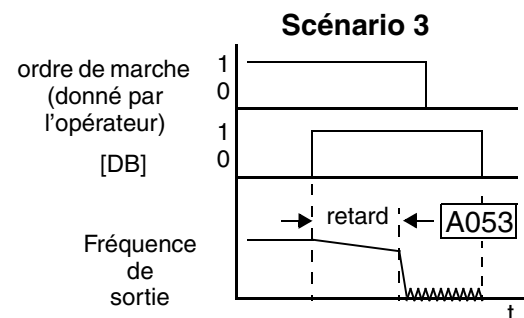 Scénario 3
ordre de marche
(donné par
l'opérateur)
1
0
[DB]
1
0
retard
A053
Fréquence
de
sortie
t